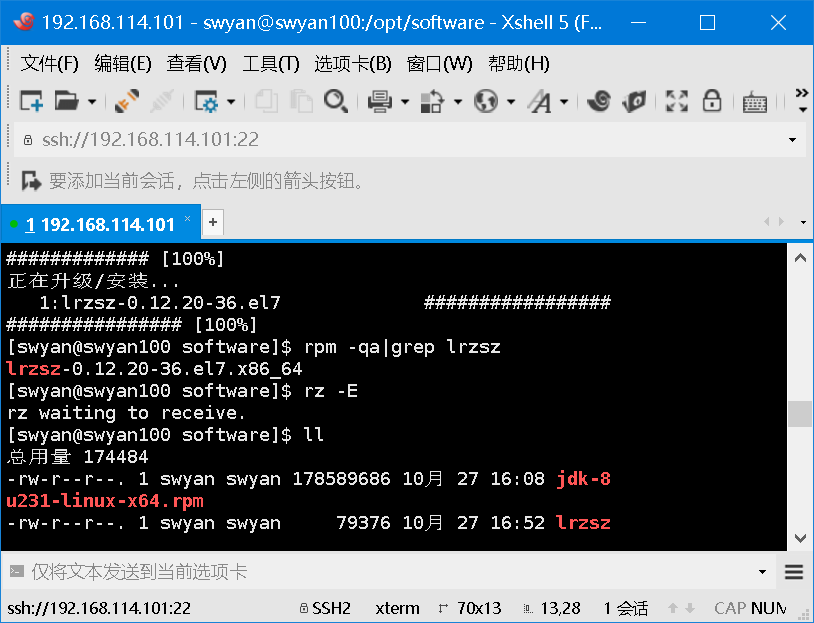 192.168.114.101 - swyan@swyan100:/opt/software - Xshell 5 (F...
文件(F) 编辑(E) 查看(V) 工具(T) 选项卡(B) 窗口(W) 帮助(H)
ssh://192.168.114.101:22
要添加当前会话，点击左侧的箭头按钮。
1 192.168.114.101 × +
############# [100%]
正在升级/安装...
1:lrzsz-0.12.20-36.el7 #################
################ [100%]
[swyan@swyan100 software]$ rpm -qa|grep lrzsz
lrzsz-0.12.20-36.el7.x86_64
[swyan@swyan100 software]$ rz -E
rz waiting to receive.
[swyan@swyan100 software]$ ll
总用量 174484
-rw-r--r--. 1 swyan swyan 178589686 10月 27 16:08 jdk-8
u231-linux-x64.rpm
-rw-r--r--. 1 swyan swyan 79376 10月 27 16:52 lrzsz
仅将文本发送到当前选项卡
ssh://192.168.114.101:22 SSH2 xterm 70x13 13,28 1 会话 CAP NUM